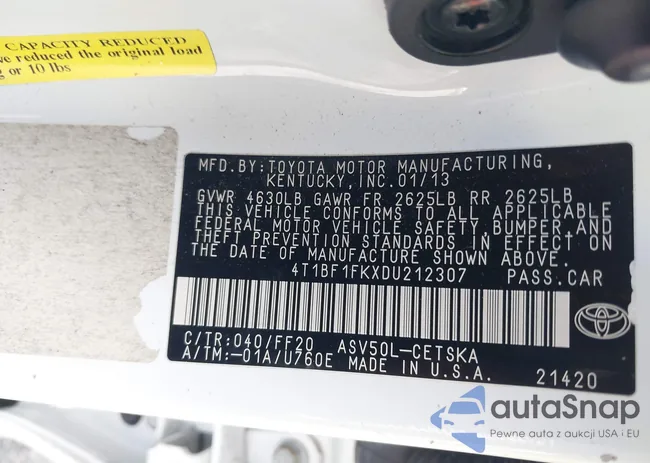 CAPACITY REDUCED
ve reduced the original load
g or 10 lbs
MFD.BY:TOYOTA MOTOR MANUFACTURING,
KENTUCKY,INC.01/13
GVWR 4630LB GAWR FR 2625LB RR 2625LB
THIS VEHICLE CONFORMS TO ALL APPLICABLE
FEDERAL MOTOR VEHICLE SAFETY,BUMPER,AND
THEFT PREVENTION STANDARDS IN EFFECT ON
THE DATE OF MANUFACTURE SHOWN ABOVE.
4T1BF1FKXDU212307 PASS.CAR
C/TR:040/FF20 ASV50L-CETSKA
A/TM:-01A/U760E MADE IN U.S.A. 21420
autaSnap
Pewne auta z aukcji USA i EU